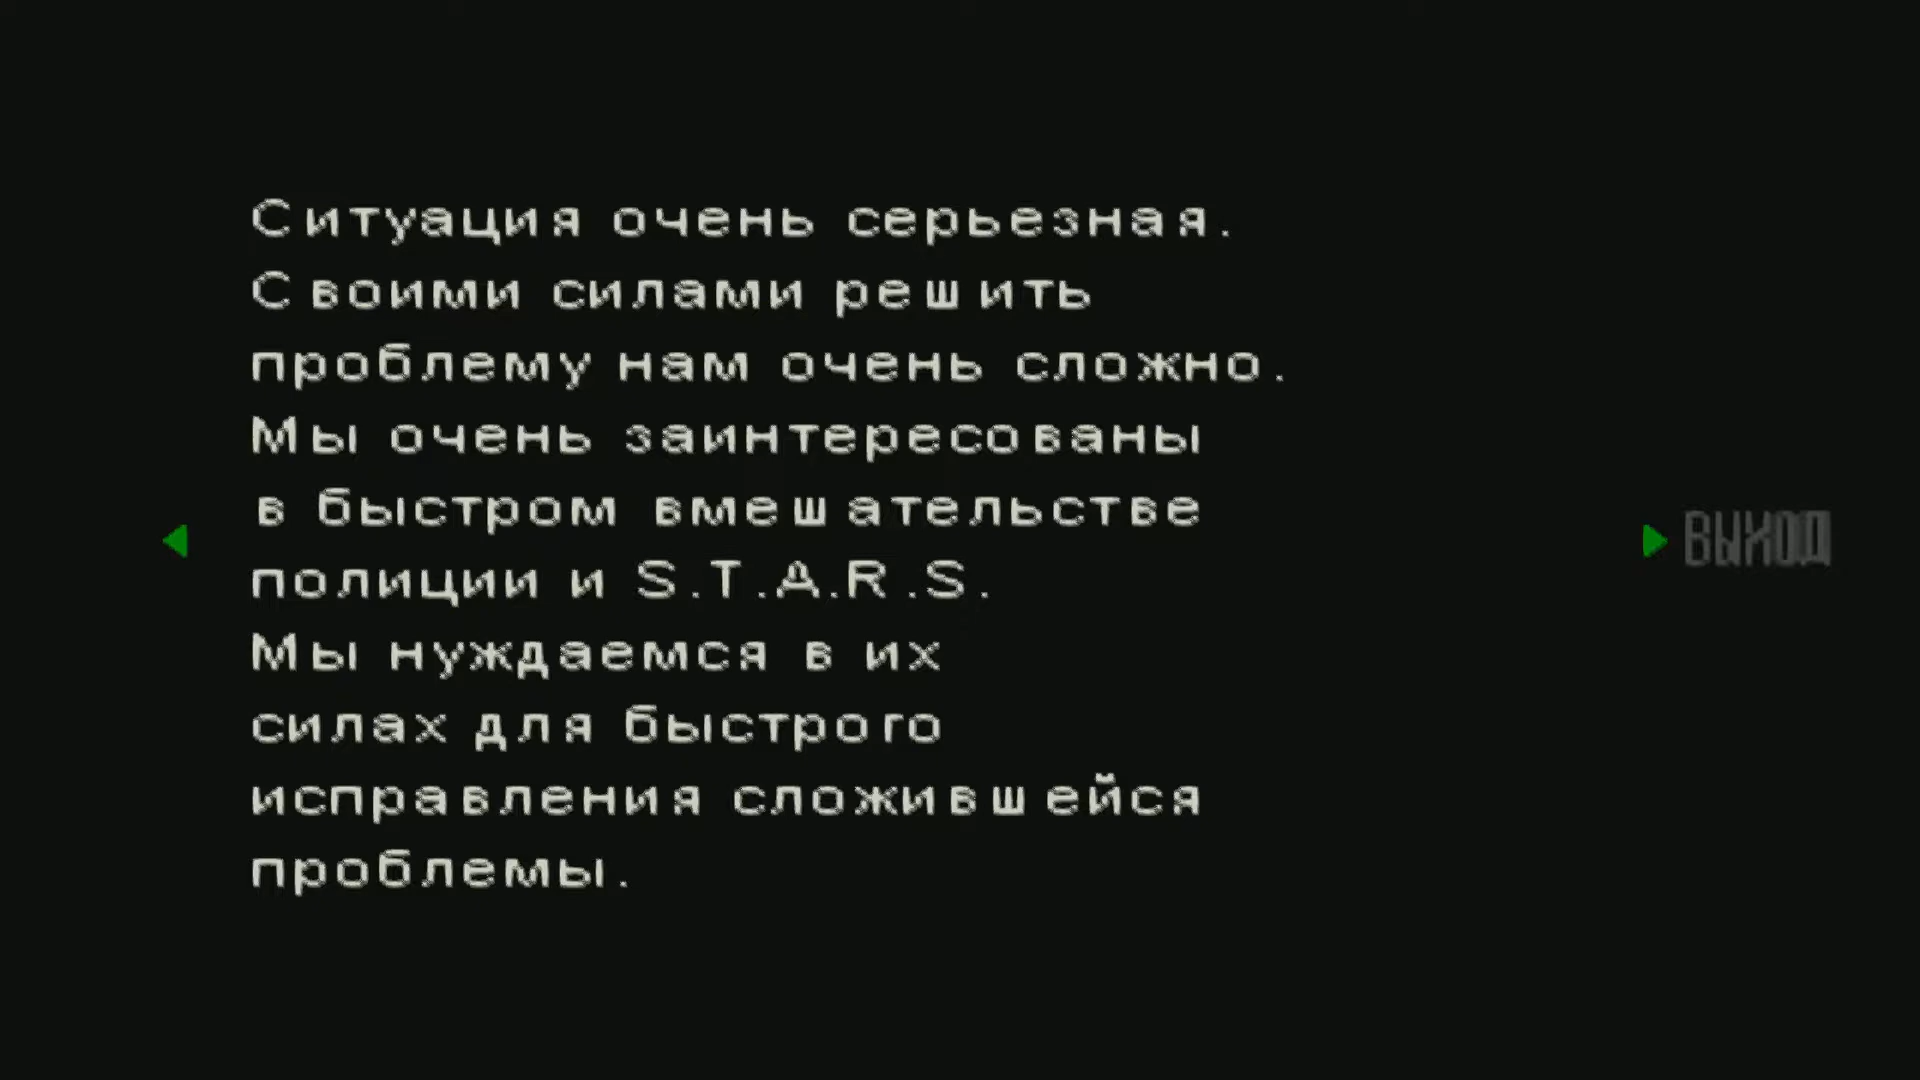 Ситуация очень серьезная.
Своими силами решить
проблему нам очень сложно.
Мы очень заинтересованы
в быстром вмешательстве
полиции и S.T.A.R.S.
Мы нуждаемся в их
силах для быстрого
исправления сложившейся
проблемы.
ВЫХОД